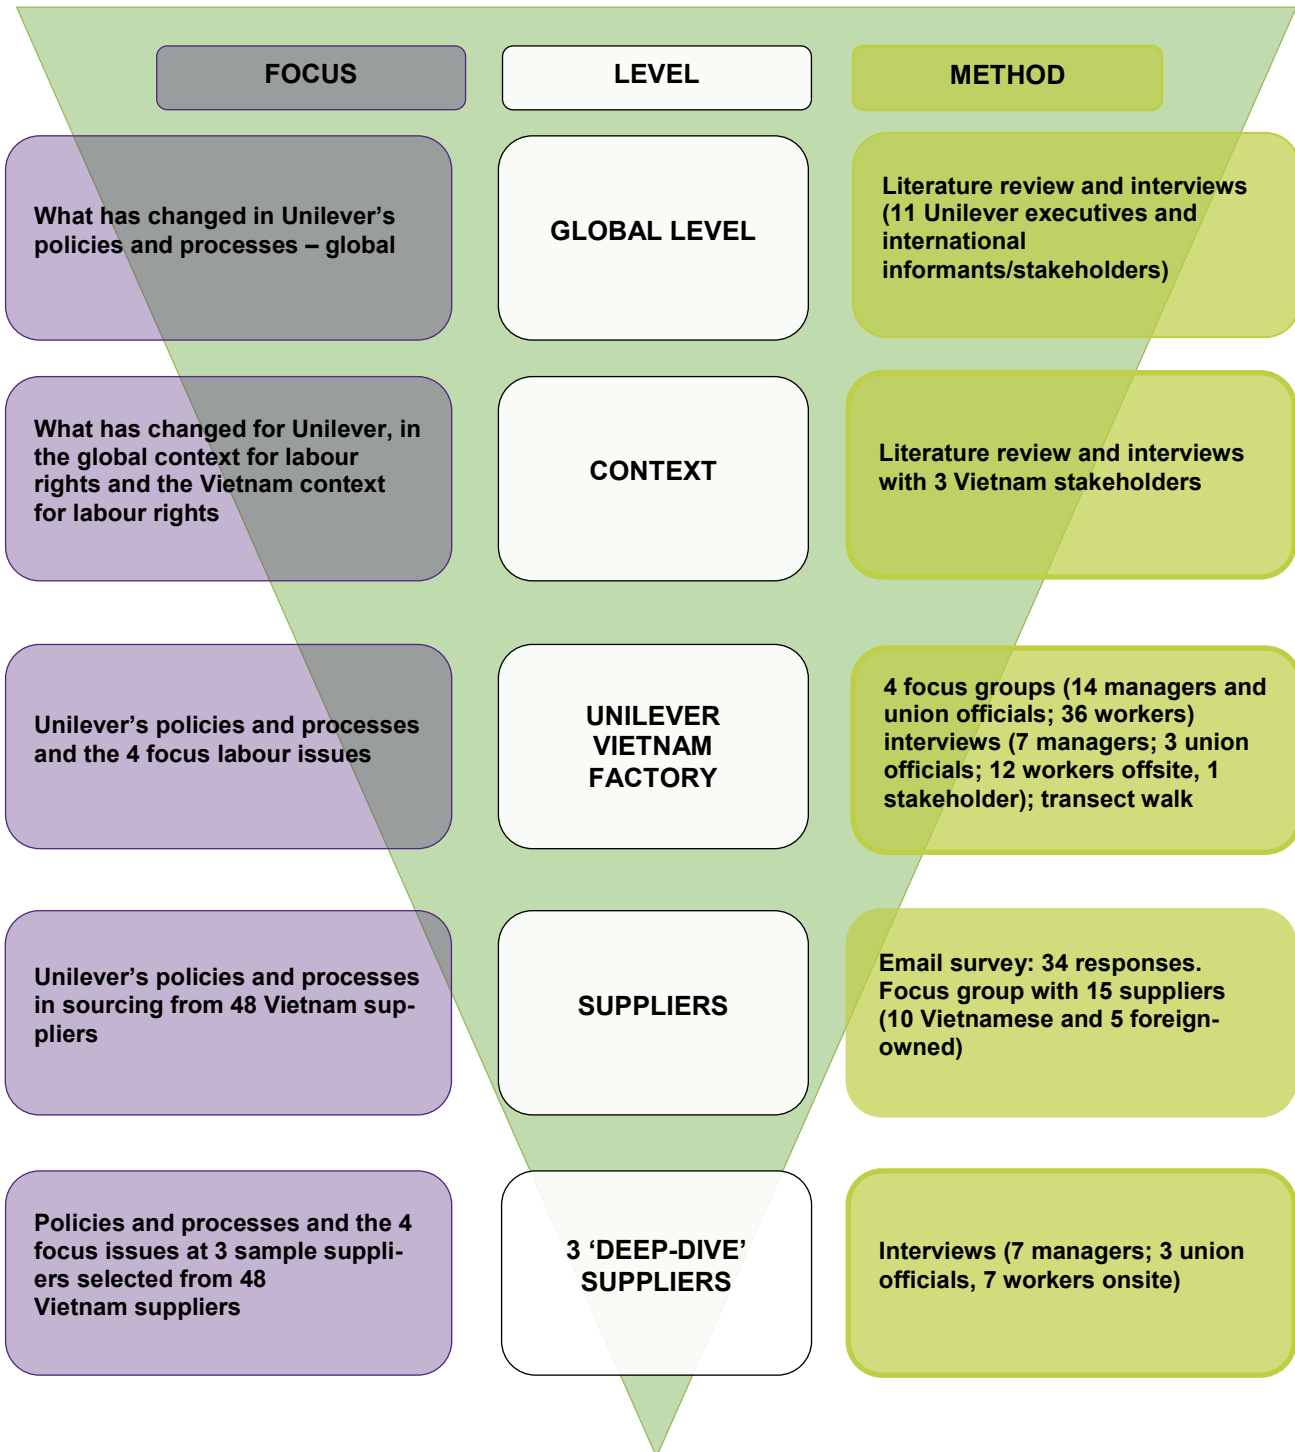 FOCUS
LEVEL
METHOD
What has changed in Unilever’s
policies and processes – global
GLOBAL LEVEL
Literature review and interviews
(11 Unilever executives and
international
informants/stakeholders)
What has changed for Unilever, in
the global context for labour
rights and the Vietnam context
for labour rights
CONTEXT
Literature review and interviews
with 3 Vietnam stakeholders
Unilever’s policies and processes
and the 4 focus labour issues
UNILEVER
VIETNAM
FACTORY
4 focus groups (14 managers and
union officials; 36 workers)
interviews (7 managers; 3 union
officials; 12 workers offsite, 1
stakeholder); transect walk
Unilever’s policies and processes
in sourcing from 48 Vietnam sup-
pliers
SUPPLIERS
Email survey: 34 responses.
Focus group with 15 suppliers
(10 Vietnamese and 5 foreign-
owned)
Policies and processes and the 4
focus issues at 3 sample suppli-
ers selected from 48
Vietnam suppliers
3 ‘DEEP-DIVE’
SUPPLIERS
Interviews (7 managers; 3 union
officials, 7 workers onsite)